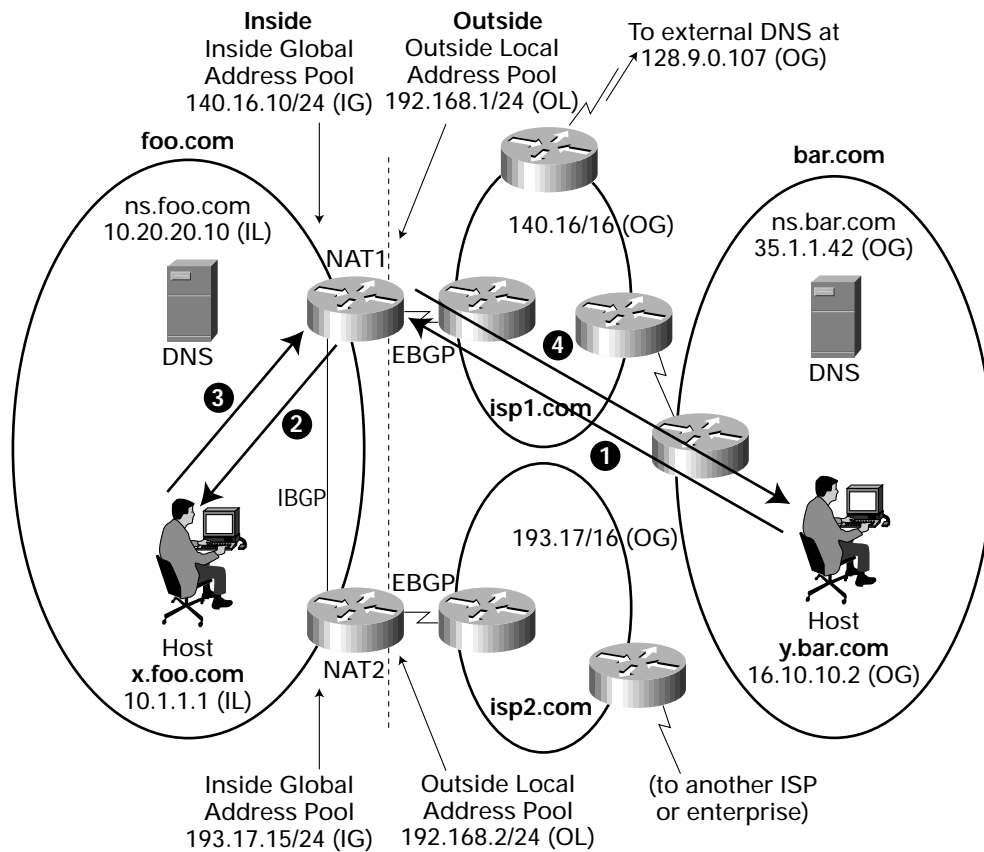 Inside
Inside Global
Address Pool
140.16.10/24 (IG)
Outside
Outside Local
Address Pool
192.168.1/24 (OL)
To external DNS at
128.9.0.107 (OG)
foo.com
bar.com
ns.foo.com
10.20.20.10 (IL)
140.16/16 (OG)
ns.bar.com
35.1.1.42 (OG)
NAT1
DNS
EBGP
4
DNS
3
2
isp1.com
1
IBGP
193.17/16 (OG)
EBGP
Host
x.foo.com
10.1.1.1 (IL)
NAT2
Host
y.bar.com
16.10.10.2 (OG)
isp2.com
Inside Global
Address Pool
193.17.15/24 (IG)
Outside Local
Address Pool
192.168.2/24 (OL)
(to another ISP
or enterprise)